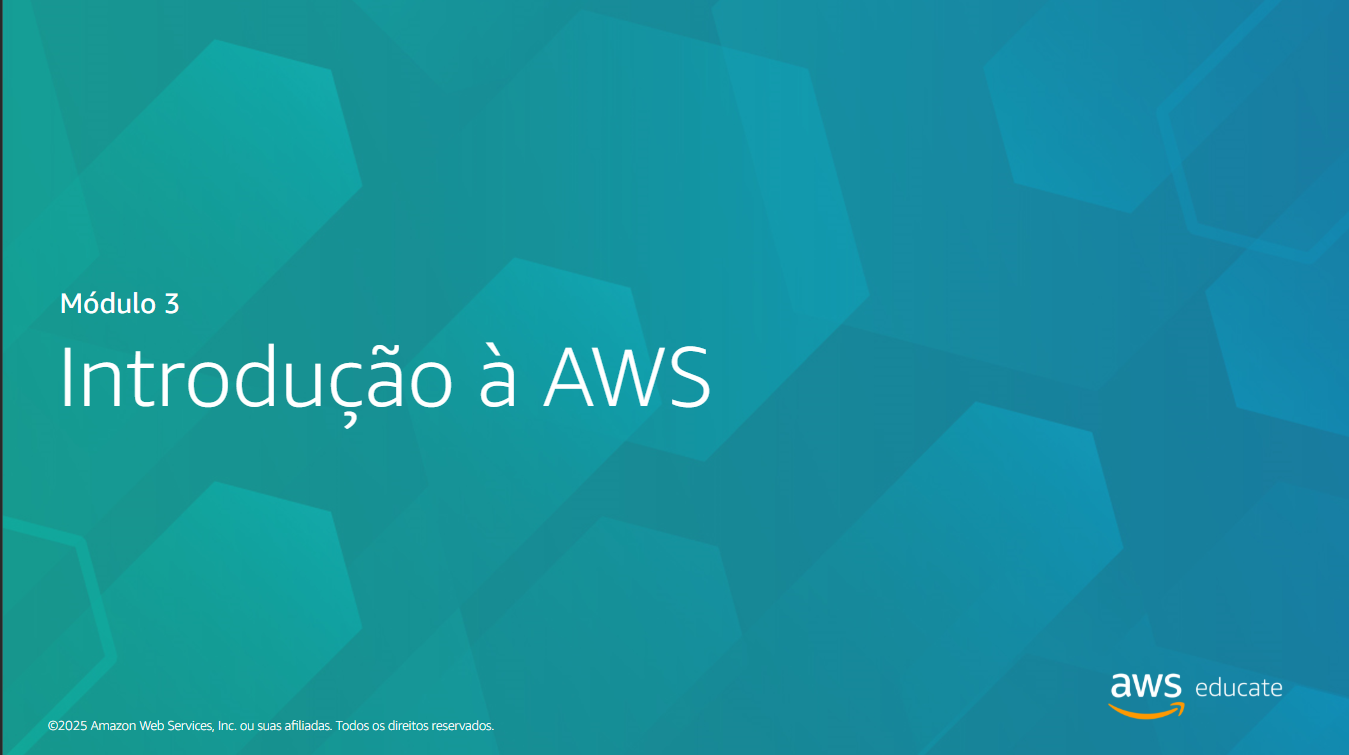 Módulo 3
Introdução à AWS
aws educate
©2025 Amazon Web Services, Inc. ou suas afiliadas. Todos os direitos reservados.